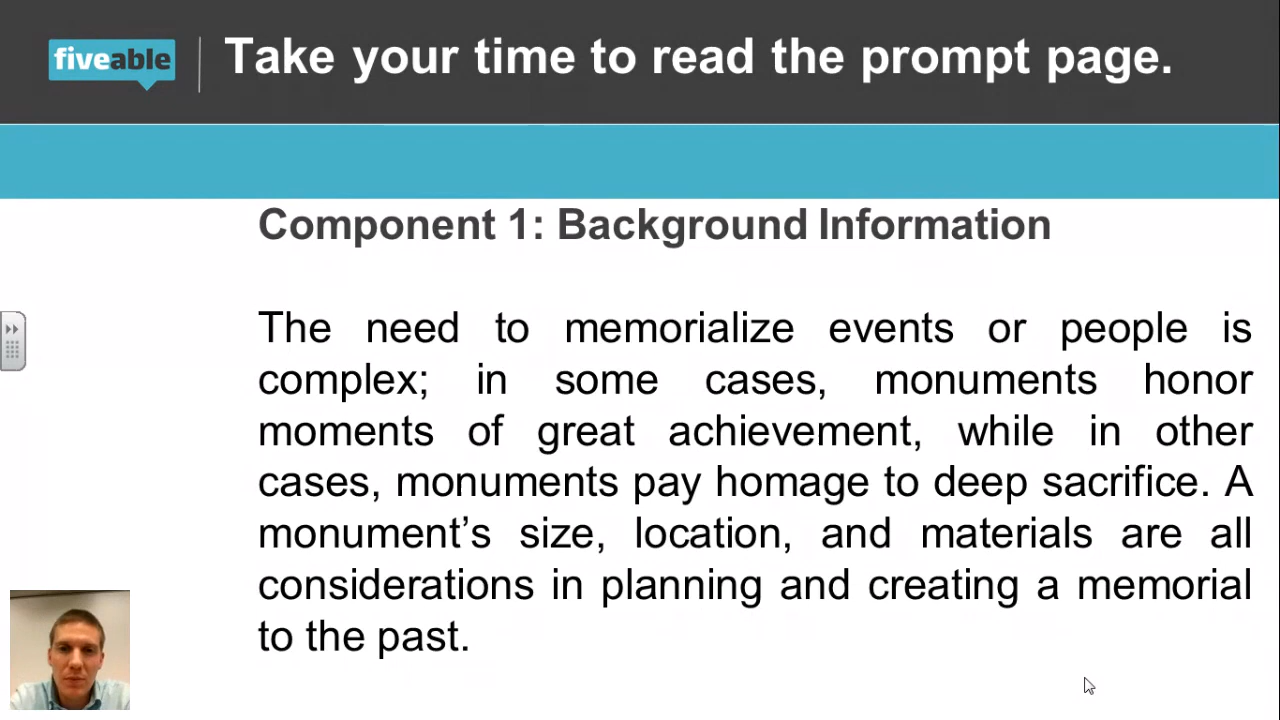 fiveable
Take your time to read the prompt page.
Component 1: Background Information
The need to memorialize events or people is
complex; in some cases, monuments honor
moments of great achievement, while in other
cases, monuments pay homage to deep sacrifice. A
monument’s size, location, and materials are all
considerations in planning and creating a memorial
to the past.